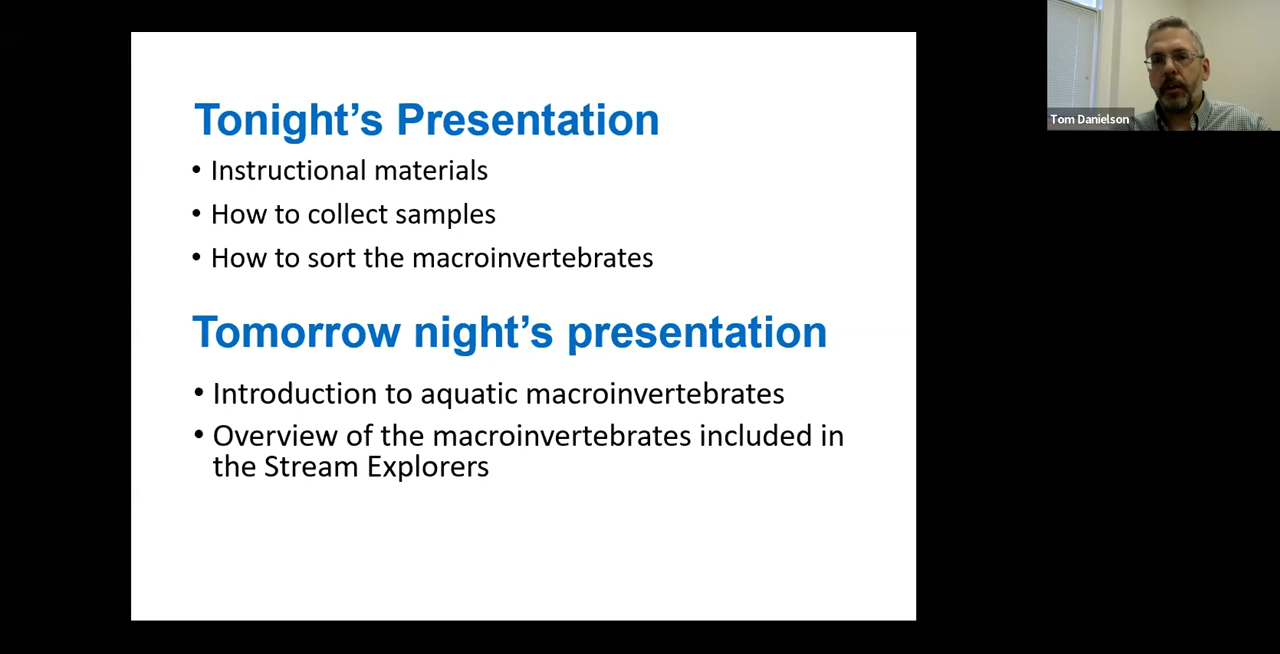 Tonight’s Presentation
• Instructional materials
• How to collect samples
• How to sort the macroinvertebrates
Tomorrow night’s presentation
• Introduction to aquatic macroinvertebrates
• Overview of the macroinvertebrates included in
the Stream Explorers
Tom Danielson